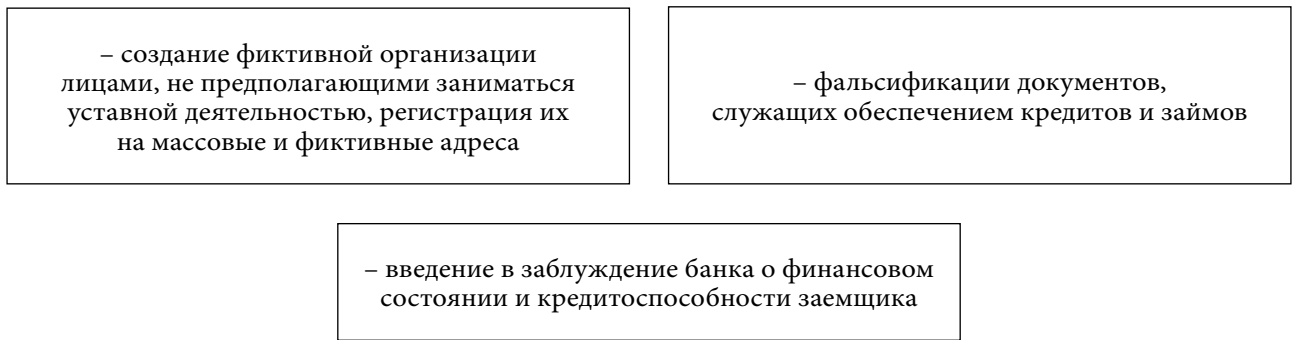 – создание фиктивной организации
лицами, не предполагающими заниматься
уставной деятельностью, регистрация их
на массовые и фиктивные адреса
– фальсификации документов,
служащих обеспечением кредитов и займов
– введение в заблуждение банка о финансовом
состоянии и кредитоспособности заемщика